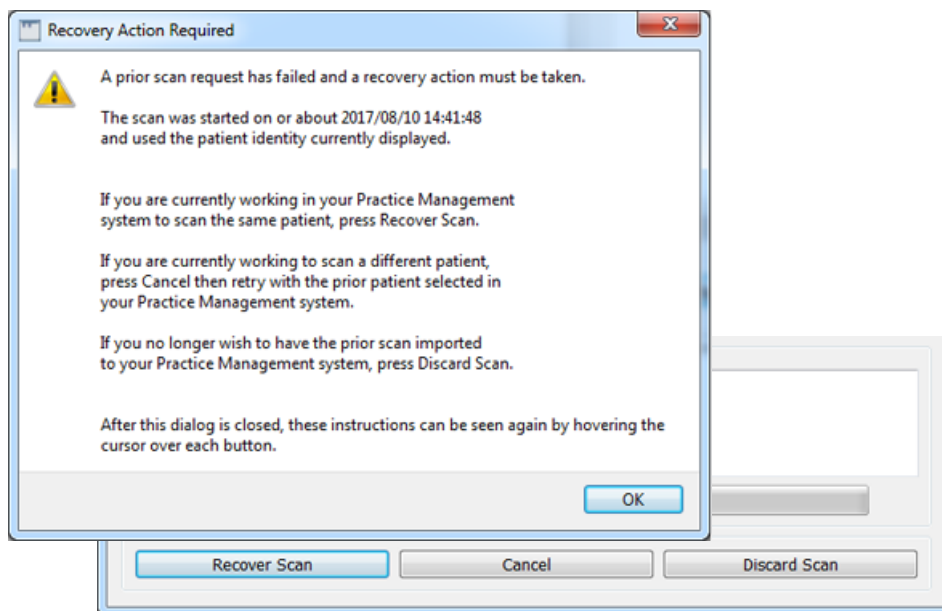 Recovery Action Required
A prior scan request has failed and a recovery action must be taken.
The scan was started on or about 2017/08/10 14:41:48
and used the patient identity currently displayed.
If you are currently working in your Practice Management
system to scan the same patient, press Recover Scan.
If you are currently working to scan a different patient,
press Cancel then retry with the prior patient selected in
your Practice Management system.
If you no longer wish to have the prior scan imported
to your Practice Management system, press Discard Scan.
After this dialog is closed, these instructions can be seen again by hovering the
cursor over each button.
OK
Recover Scan
Cancel
Discard Scan